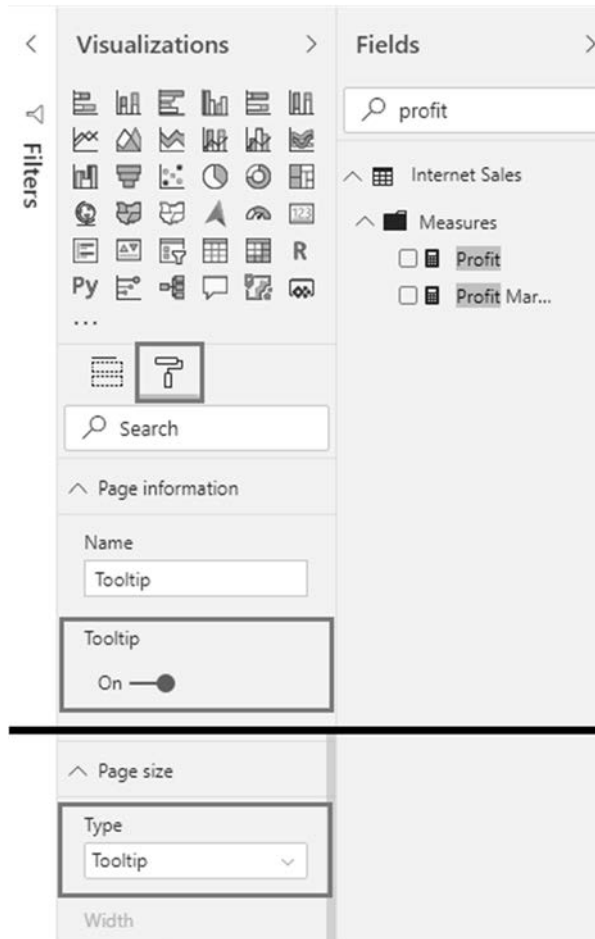 Filters
Visualizations
123
R
Py
...
Search
Page information
Name
Tooltip
Tooltip
On
Page size
Type
Tooltip
Width
Fields
profit
Internet Sales
Measures
Profit
Profit Mar...